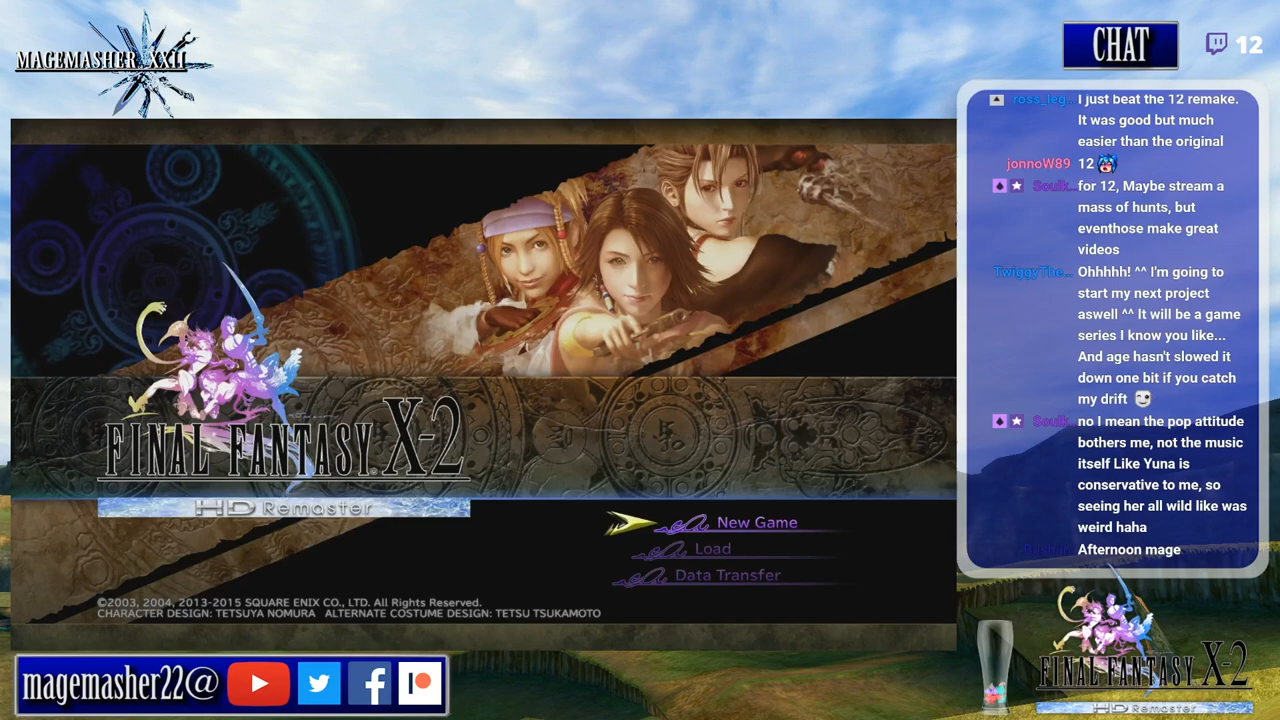 MAGEMASHER XXII
CHAT
12
ross_leg... I just beat the 12 remake.
It was good but much
easier than the original
jonnoW89 12
Soulk... for 12, Maybe stream a
mass of hunts, but
eventhose make great
videos
TwiggyThe... Ohhhhh! ^^ I'm going to
start my next project
aswell ^^ It will be a game
series I know you like...
And age hasn't slowed it
down one bit if you catch
my drift
Soulk... no I mean the pop attitude
bothers me, not the music
itself Like Yuna is
conservative to me, so
seeing her all wild like was
weird haha
Afternoon mage
FINAL FANTASY X-2
HD Remaster
New Game
Load
Data Transfer
©2003, 2004, 2013-2015 SQUARE ENIX CO., LTD. All Rights Reserved.
CHARACTER DESIGN: TETSUYA NOMURA ALTERNATE COSTUME DESIGN: TETSU TSUKAMOTO
magemasher22@
FINAL FANTASY X-2
HD Remaster